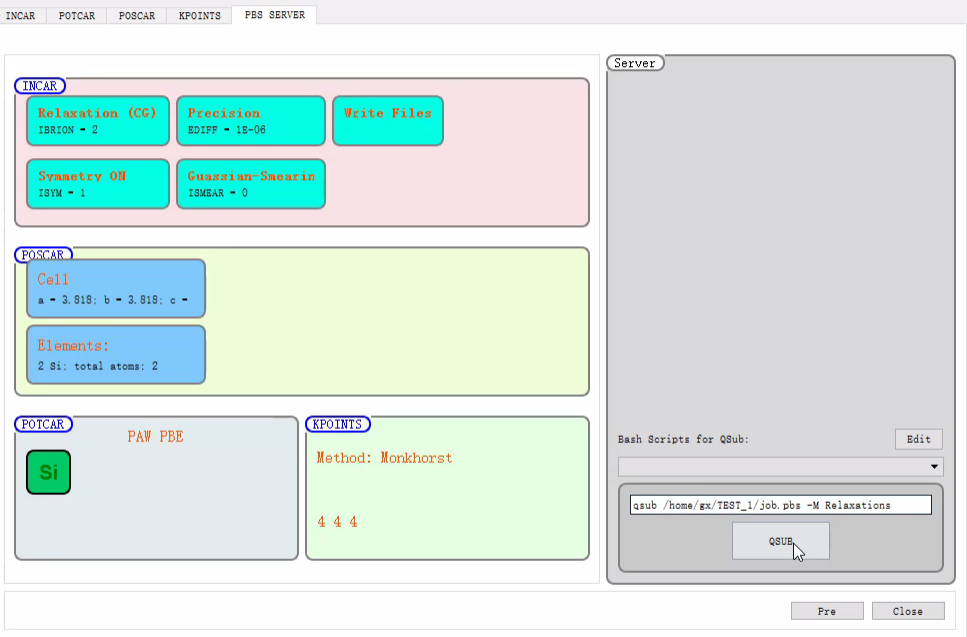 INCAR POTCAR POSCAR KPOINTS PBS SERVER
INCAR
Relaxation (CG)
IBRION = 2
Precision
EDIFF = 1E-06
Write Files
Symmetry ON
ISYM = 1
Guassian-Smearin
ISMEAR = 0
POSCAR
Cell
a = 3.818; b = 3.818; c =
Elements:
2 Si; total atoms: 2
POTCAR
PAW PBE
Si
KPOINTS
Method: Monkhorst
4 4 4
Server
Bash Scripts for QSub:
Edit
qsub /home/gx/TEST_1/job.pbs -M Relaxations
QSUB
Pre
Close